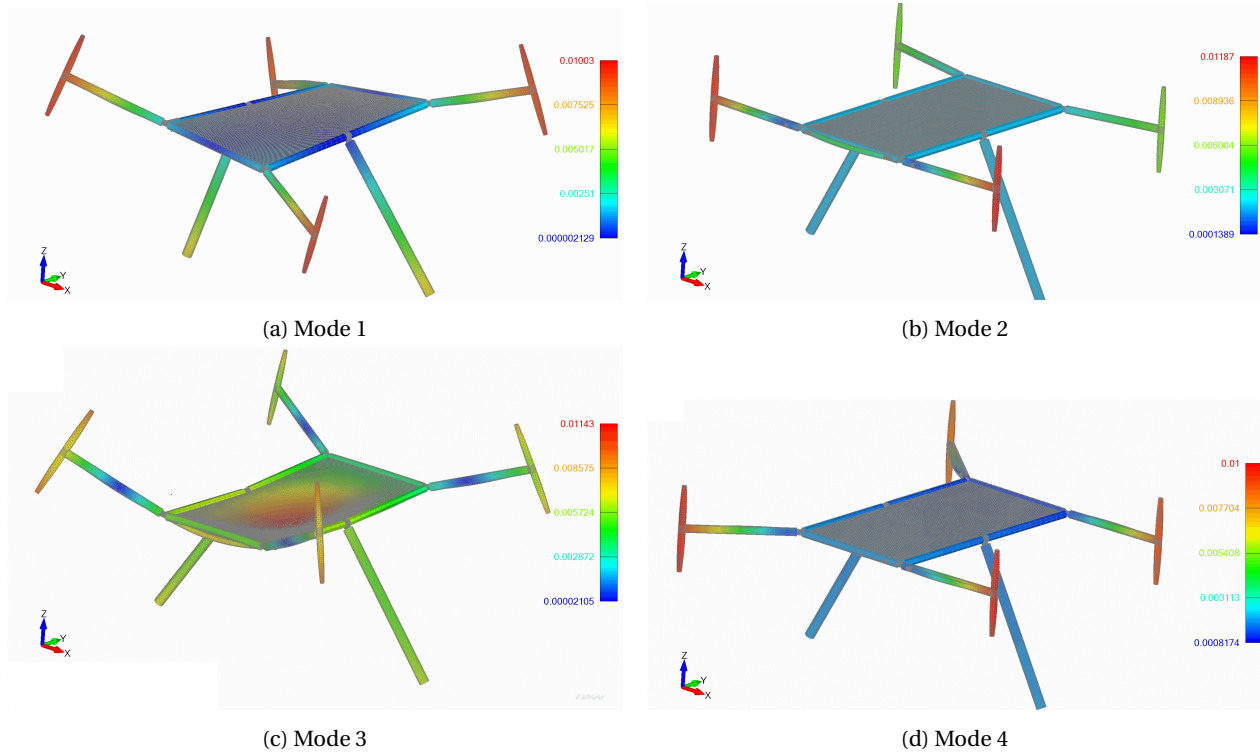 0.01003
0.007525
0.005017
0.00251
0.000002129
Z
Y
X
(a) Mode 1
0.01187
0.008936
0.006004
0.003071
0.0001389
Z
Y
X
(b) Mode 2
0.01143
0.008575
0.005724
0.002872
0.00002105
Z
Y
X
(c) Mode 3
0.01
0.007704
0.005408
0.003113
0.0008174
Z
Y
X
(d) Mode 4